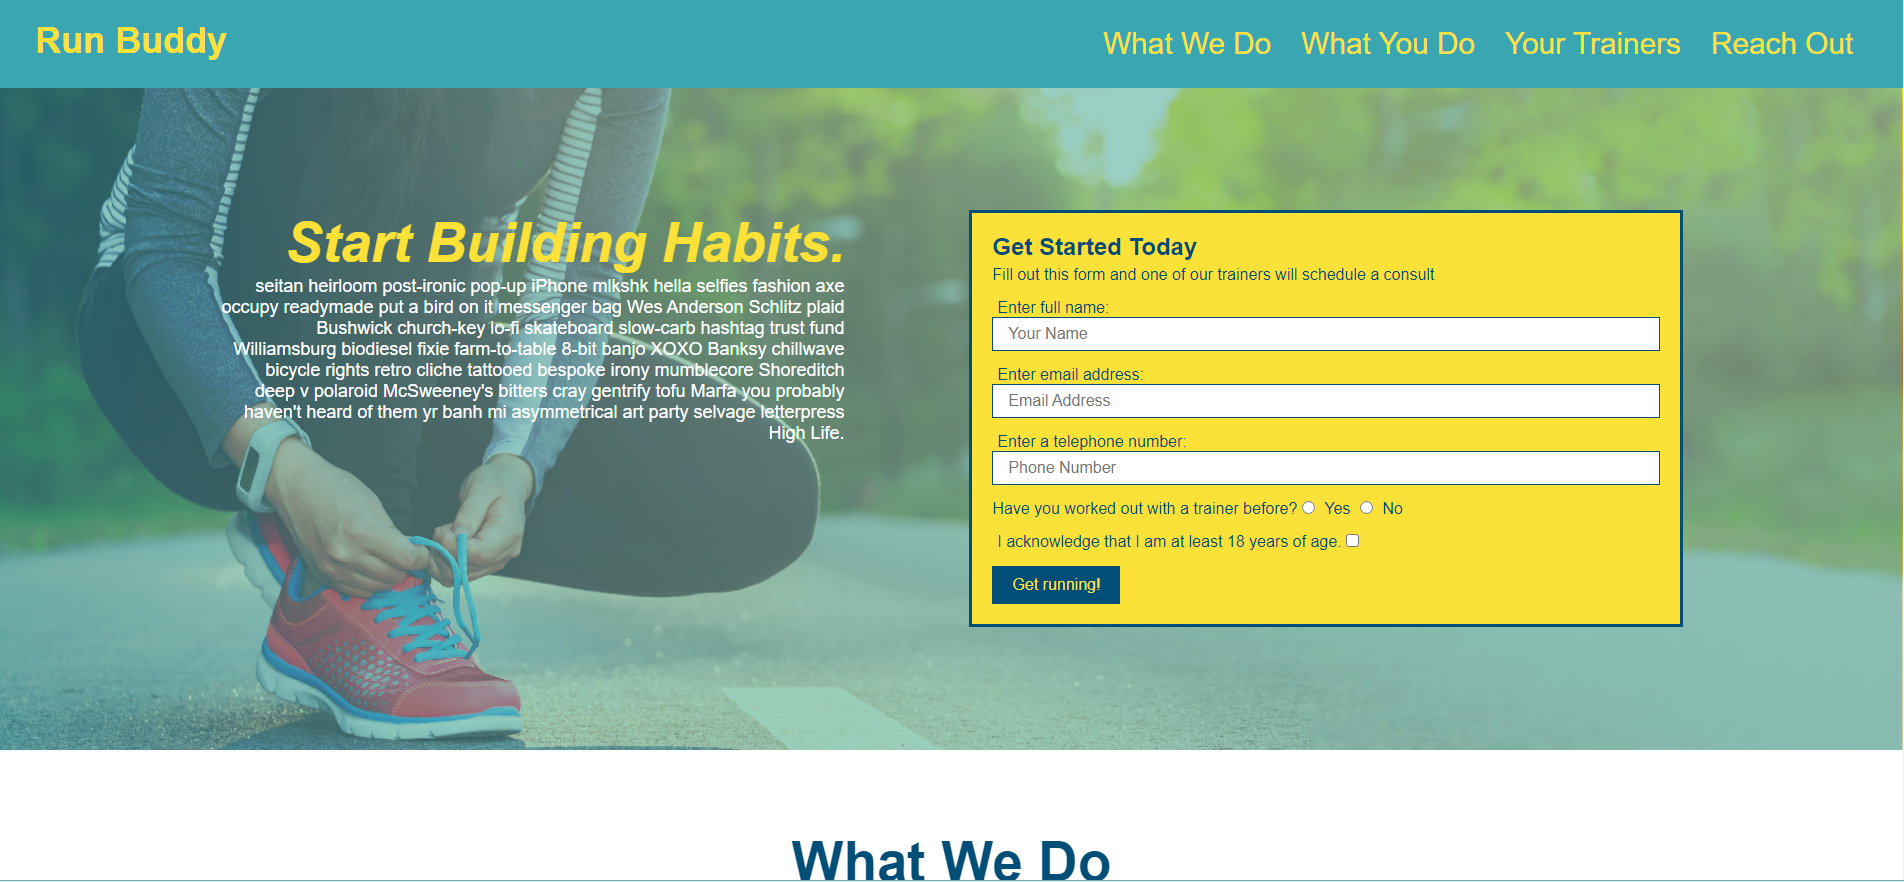 Run Buddy
What We Do
What You Do
Your Trainers
Reach Out
Start Building Habits.
seitan heirloom post-ironic pop-up iPhone mlkshk hella selfies fashion axe
occupy readymade put a bird on it messenger bag Wes Anderson Schlitz plaid
Bushwick church-key lo-fi skateboard slow-carb hashtag trust fund
Williamsburg biodiesel fixie farm-to-table 8-bit banjo XOXO Banksy chillwave
bicycle rights retro cliche tattooed bespoke irony mumblecore Shoreditch
deep v polaroid McSweeney's bitters cray gentrify tofu Marfa you probably
haven't heard of them yr banh mi asymmetrical art party selvage letterpress
High Life.
Get Started Today
Fill out this form and one of our trainers will schedule a consult
Enter full name:
Your Name
Enter email address:
Email Address
Enter a telephone number:
Phone Number
Have you worked out with a trainer before? Yes No
I acknowledge that I am at least 18 years of age.
Get running!
What We Do